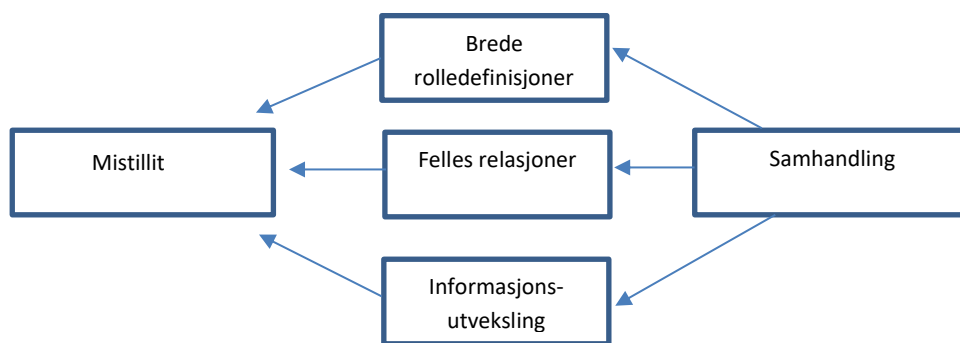 Brede
rolledefinisjoner
Mistillit
Felles relasjoner
Samhandling
Informasjons-
utveksling